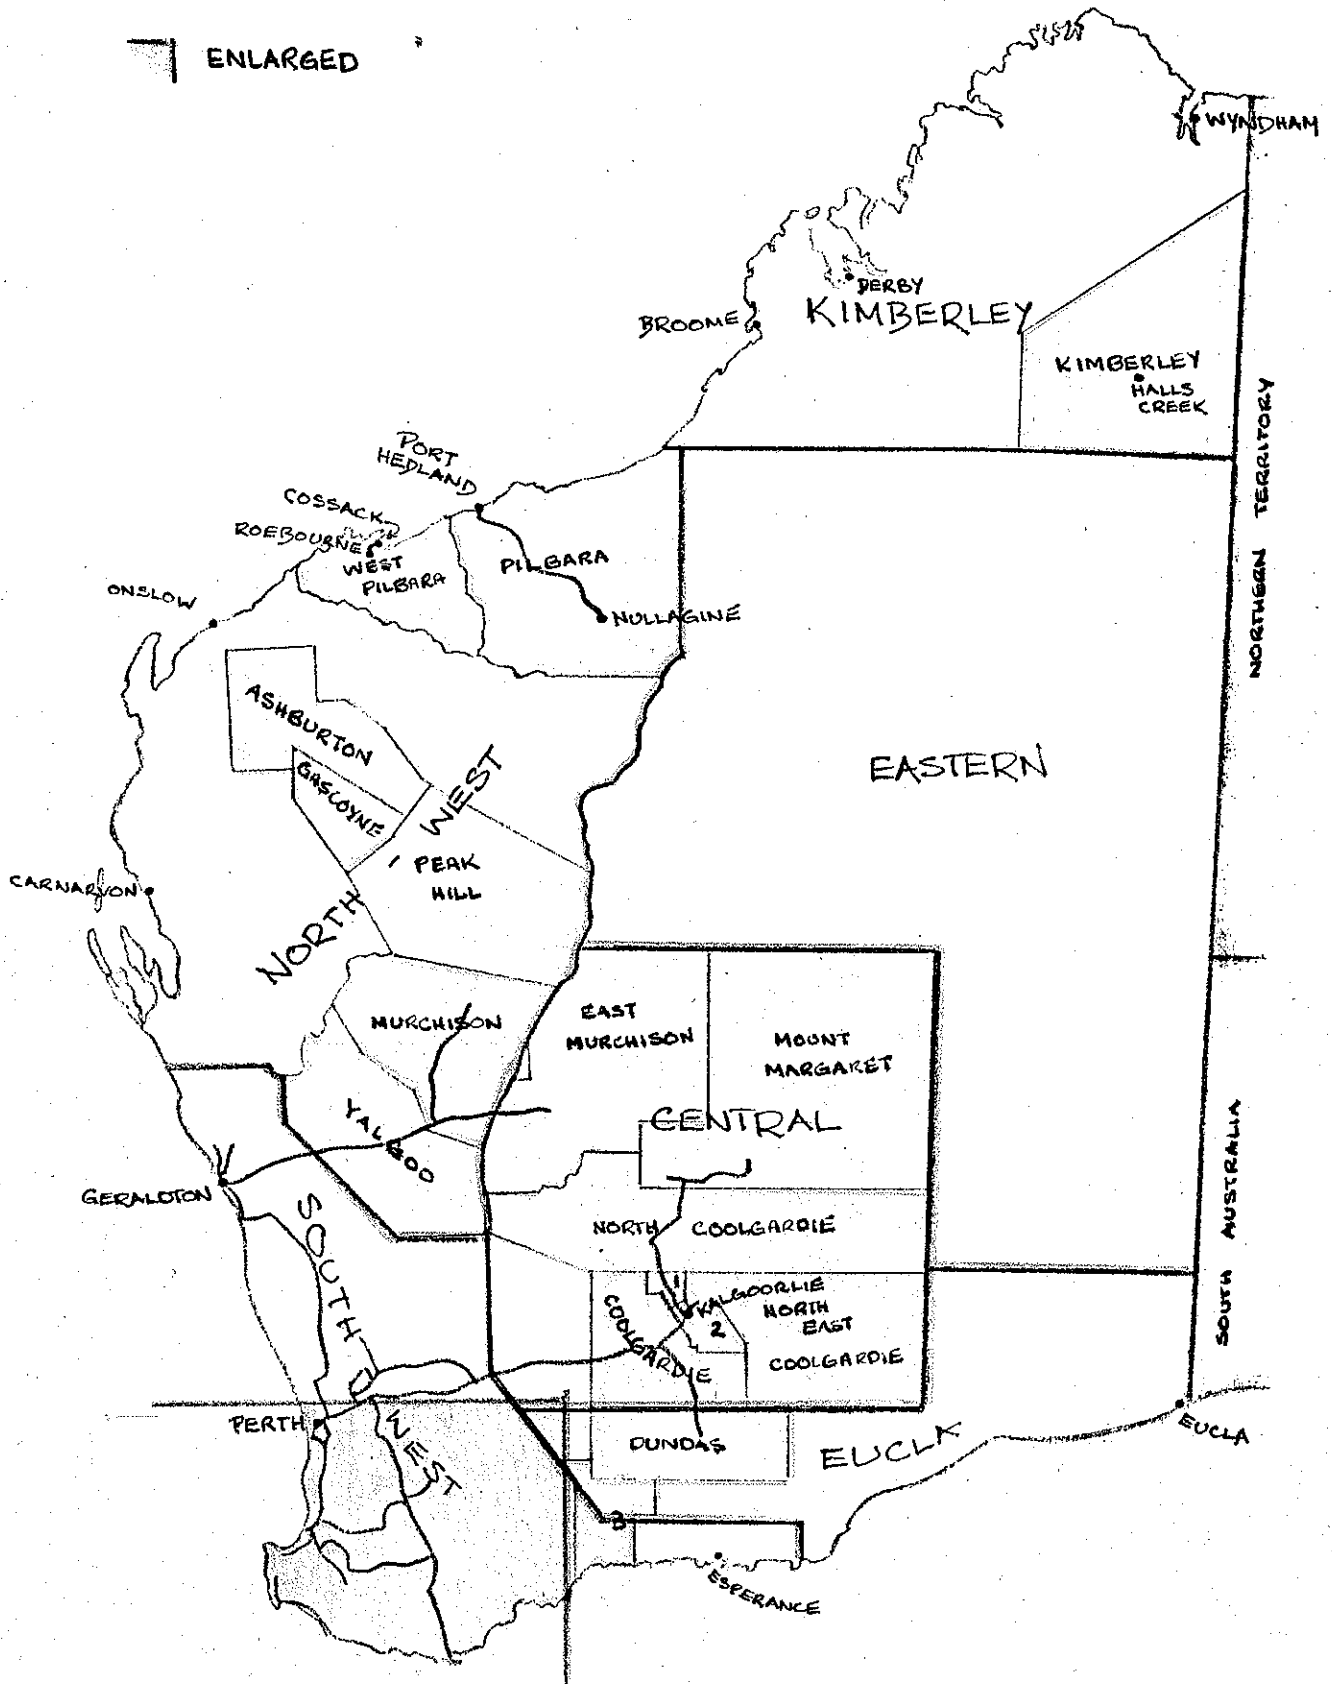 ENLARGED
WYNDHAM
DERBY
KIMBERLEY
BROOME
KIMBERLEY
HALLS
CREEK
NORTHERN TERRITORY
PORT
HEDLAND
COSSACK
ROEBOURNE
WEST
PILBARA
PILBARA
NULLAGINE
ONSLOW
ASHBURTON
GASCOYNE
NORTH WEST
PEAK
HILL
EASTERN
CARNARVON
MURCHISON
EAST
MURCHISON
MOUNT
MARGARET
CENTRAL
YALGOO
GERALDTON
SOUTH AUSTRALIA
SOUTH WEST
NORTH COOLGARDIE
1
KALGOORLIE
2
NORTH
EAST
COOLGARDIE
COOLGARDIE
PERTH
DUNDAS
EUCLA
EUCLA
3
ESPERANCE